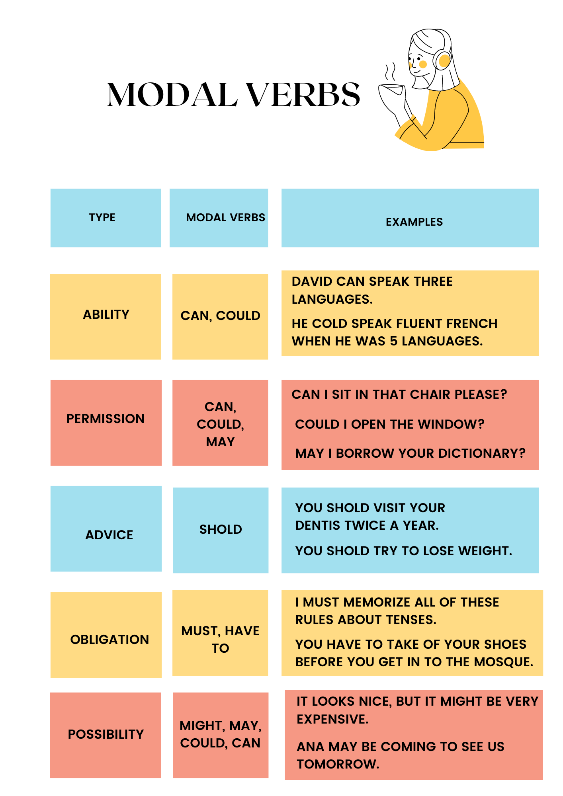 MODAL VERBS
TYPE
MODAL VERBS
EXAMPLES
ABILITY
CAN, COULD
DAVID CAN SPEAK THREE
LANGUAGES.
HE COLD SPEAK FLUENT FRENCH
WHEN HE WAS 5 LANGUAGES.
PERMISSION
CAN,
COULD,
MAY
CAN I SIT IN THAT CHAIR PLEASE?
COULD I OPEN THE WINDOW?
MAY I BORROW YOUR DICTIONARY?
ADVICE
SHOLD
YOU SHOLD VISIT YOUR
DENTIS TWICE A YEAR.
YOU SHOLD TRY TO LOSE WEIGHT.
OBLIGATION
MUST, HAVE
TO
I MUST MEMORIZE ALL OF THESE
RULES ABOUT TENSES.
YOU HAVE TO TAKE OF YOUR SHOES
BEFORE YOU GET IN TO THE MOSQUE.
POSSIBILITY
MIGHT, MAY,
COULD, CAN
IT LOOKS NICE, BUT IT MIGHT BE VERY
EXPENSIVE.
ANA MAY BE COMING TO SEE US
TOMORROW.